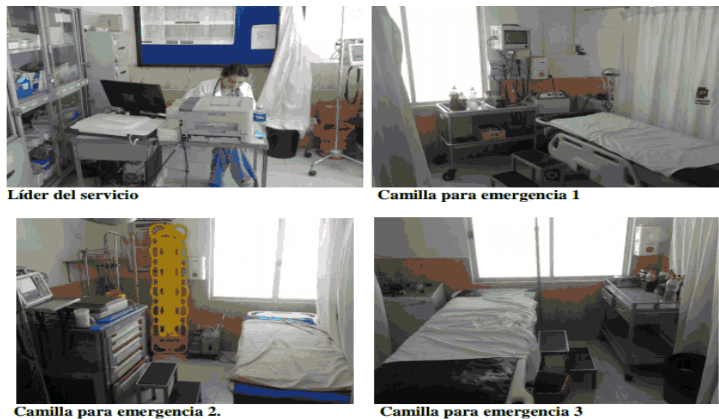 Líder del servicio
Camilla para emergencia 1
Camilla para emergencia 2.
Camilla para emergencia 3